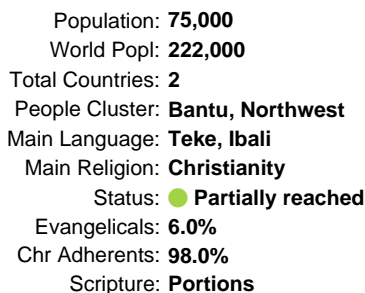 Population: 75,000
World Popl: 222,000
Total Countries: 2
People Cluster: Bantu, Northwest
Main Language: Teke, Ibali
Main Religion: Christianity
Status: Partially reached
Evangelicals: 6.0%
Chr Adherents: 98.0%
Scripture: Portions